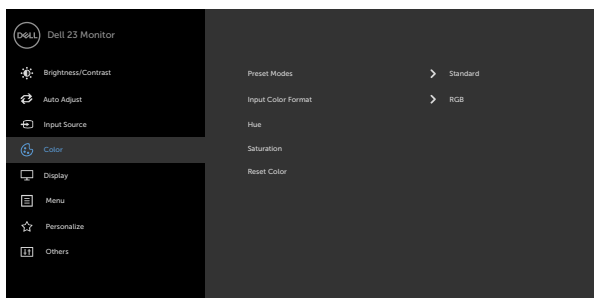 DELL Dell 23 Monitor
Brightness/Contrast
Auto Adjust
Input Source
Color
Display
Menu
Personalize
Others
Preset Modes Standard
Input Color Format RGB
Hue
Saturation
Reset Color